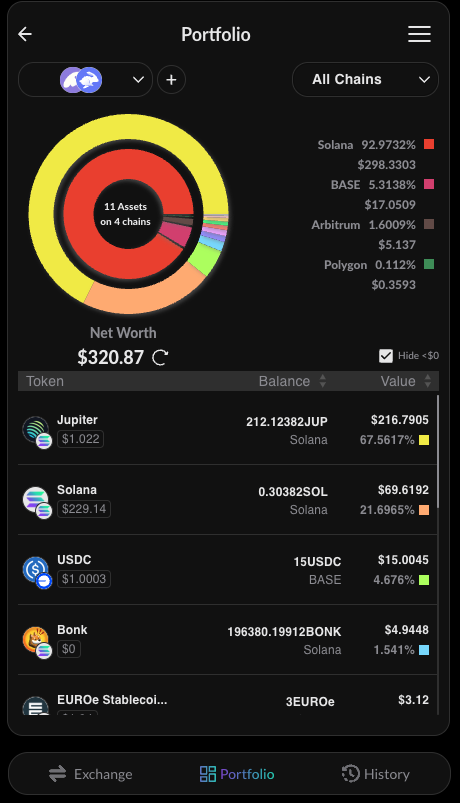 Portfolio
All Chains
Solana 92.9732%
$298.3303
BASE 5.3138%
$17.0509
Arbitrum 1.6009%
$5.137
Polygon 0.112%
$0.3593
11 Assets
on 4 chains
Net Worth
$320.87
Hide <$0
Token Balance Value
Jupiter 212.12382JUP $216.7905
$1.022 Solana 67.5617%
Solana 0.30382SOL $69.6192
$229.14 Solana 21.6965%
USDC 15USDC $15.0045
$1.0003 BASE 4.676%
Bonk 196380.19912BONK $4.9448
$0 Solana 1.541%
EUROe Stablecoi... 3EUROe $3.12
Exchange Portfolio History